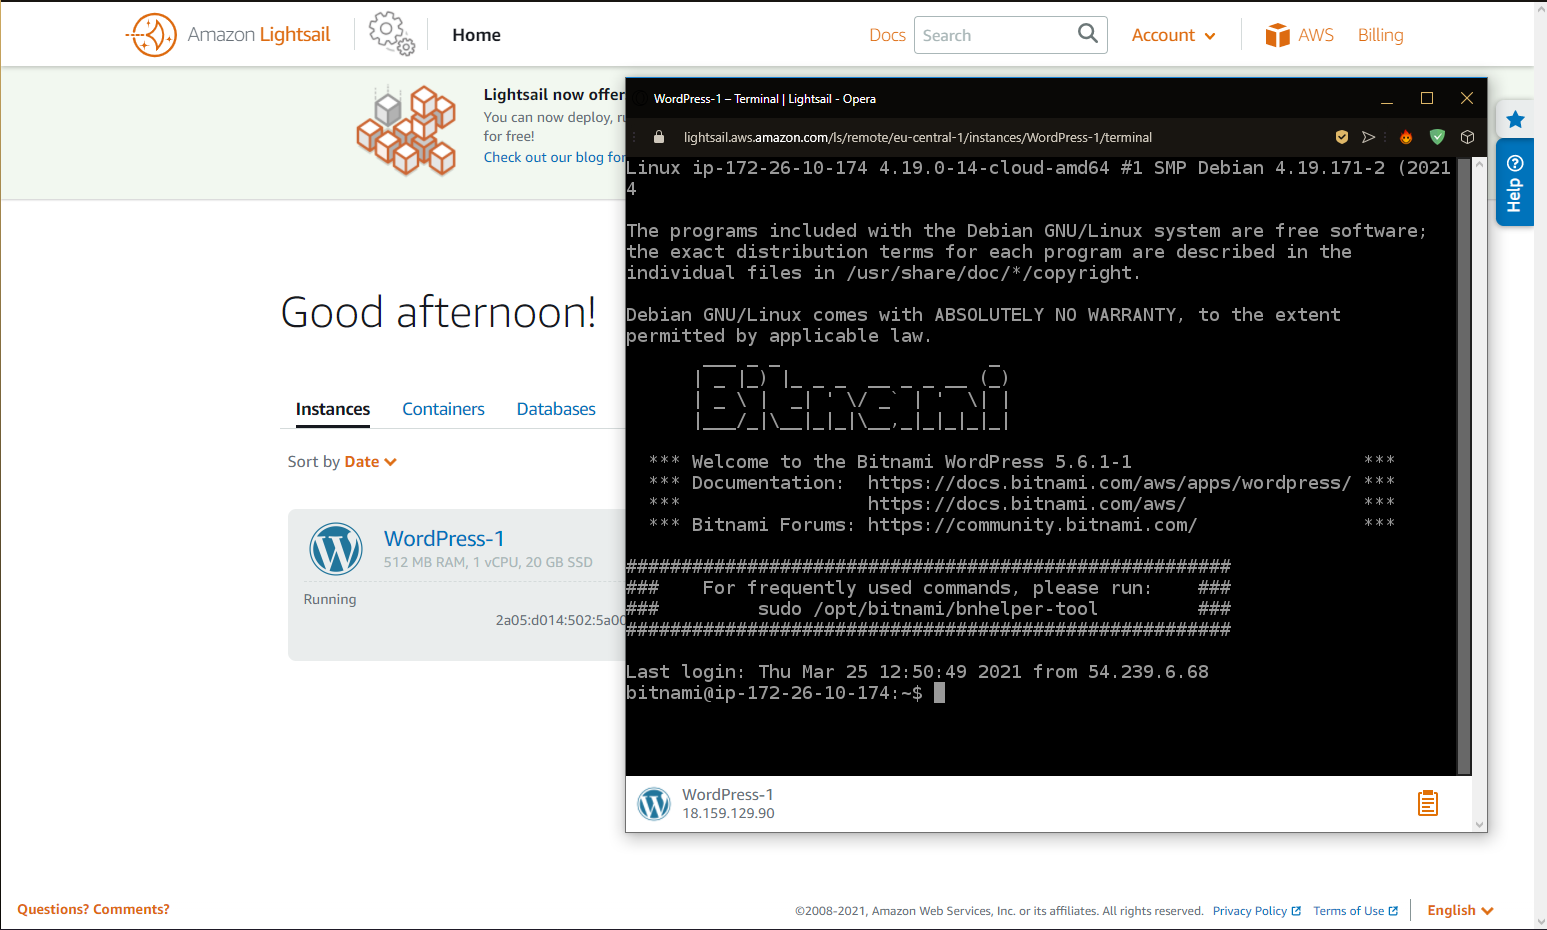 Amazon Lightsail
Home
Docs
Search
Account
AWS
Billing
Lightsail now offer
You can now deploy, ru
for free!
Check out our blog for
Good afternoon!
Instances
Containers
Databases
Sort by Date
WordPress-1
512 MB RAM, 1 vCPU, 20 GB SSD
Running
2a05:d014:502:5a00
WordPress-1 – Terminal | Lightsail - Opera
lightsail.aws.amazon.com/ls/remote/eu-central-1/instances/WordPress-1/terminal
Linux ip-172-26-10-174 4.19.0-14-cloud-amd64 #1 SMP Debian 4.19.171-2 (2021
4
The programs included with the Debian GNU/Linux system are free software;
the exact distribution terms for each program are described in the
individual files in /usr/share/doc/*/copyright.
Debian GNU/Linux comes with ABSOLUTELY NO WARRANTY, to the extent
permitted by applicable law.
Bitnami
*** Welcome to the Bitnami WordPress 5.6.1-1 ***
*** Documentation: https://docs.bitnami.com/aws/apps/wordpress/ ***
*** https://docs.bitnami.com/aws/ ***
*** Bitnami Forums: https://community.bitnami.com/ ***
#######################################################
### For frequently used commands, please run: ###
### sudo /opt/bitnami/bnhelper-tool ###
#######################################################
Last login: Thu Mar 25 12:50:49 2021 from 54.239.6.68
bitnami@ip-172-26-10-174:~$
WordPress-1
18.159.129.90
Help
Questions? Comments?
©2008-2021, Amazon Web Services, Inc. or its affiliates. All rights reserved. Privacy Policy Terms of Use
English